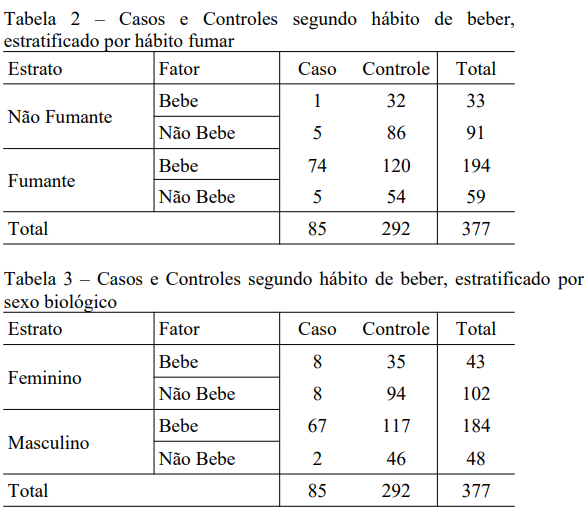 Tabela 2 – Casos e Controles segundo hábito de beber,
estratificado por hábito fumar
Estrato Fator Caso Controle Total
Não Fumante Bebe 1 32 33
Não Bebe 5 86 91
Fumante Bebe 74 120 194
Não Bebe 5 54 59
Total 85 292 377
Tabela 3 – Casos e Controles segundo hábito de beber, estratificado por
sexo biológico
Estrato Fator Caso Controle Total
Feminino Bebe 8 35 43
Não Bebe 8 94 102
Masculino Bebe 67 117 184
Não Bebe 2 46 48
Total 85 292 377